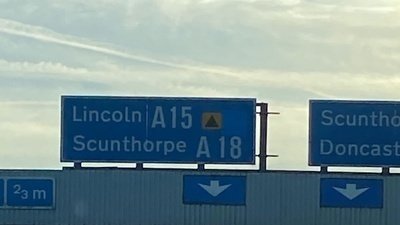 Lincoln A15
Scunthorpe A18
Scuntho
Doncast
⅔ m